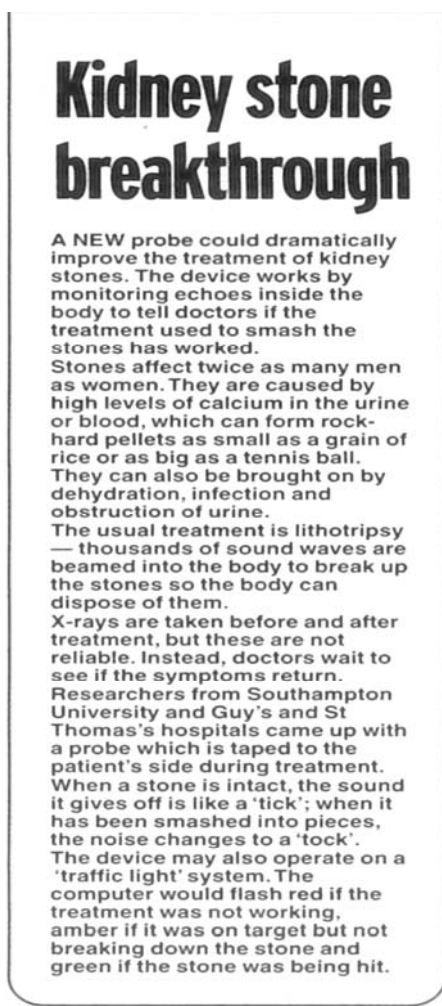 Kidney stone
breakthrough
A NEW probe could dramatically
improve the treatment of kidney
stones. The device works by
monitoring echoes inside the
body to tell doctors if the
treatment used to smash the
stones has worked.
Stones affect twice as many men
as women. They are caused by
high levels of calcium in the urine
or blood, which can form rock-
hard pellets as small as a grain of
rice or as big as a tennis ball.
They can also be brought on by
dehydration, infection and
obstruction of urine.
The usual treatment is lithotripsy
— thousands of sound waves are
beamed into the body to break up
the stones so the body can
dispose of them.
X-rays are taken before and after
treatment, but these are not
reliable. Instead, doctors wait to
see if the symptoms return.
Researchers from Southampton
University and Guy's and St
Thomas's hospitals came up with
a probe which is taped to the
patient's side during treatment.
When a stone is intact, the sound
it gives off is like a 'tick'; when it
has been smashed into pieces,
the noise changes to a 'tock'.
The device may also operate on a
'traffic light' system. The
computer would flash red if the
treatment was not working,
amber if it was on target but not
breaking down the stone and
green if the stone was being hit.